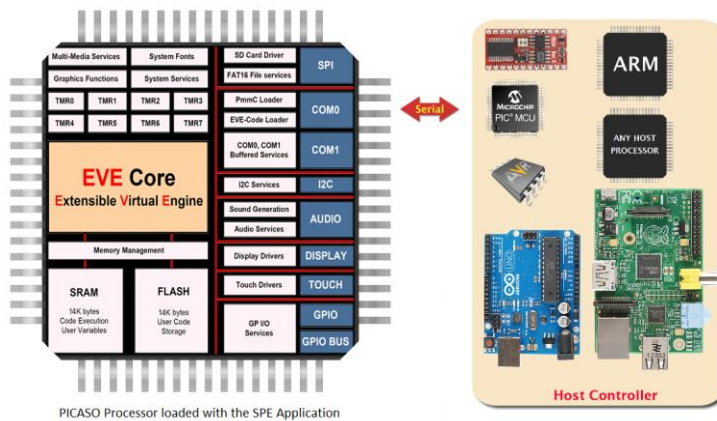 Multi-Media Services
System Fonts
Graphics Functions
System Services
TMR0
TMR1
TMR2
TMR3
TMR4
TMR5
TMR6
TMR7
EVE Core
Extensible Virtual Engine
Memory Management
SRAM
14K bytes
Code Execution
User Variables
FLASH
14K bytes
User Code
Storage
SD Card Driver
FAT16 File services
SPI
PmmC Loader
EVE-Code Loader
COM0
COM0, COM1
Buffered Services
COM1
I2C Services
I2C
Sound Generation
Audio Services
AUDIO
Display Drivers
DISPLAY
Touch Drivers
TOUCH
GP I/O
Services
GPIO
GPIO BUS
PICASO Processor loaded with the SPE Application
Serial
MICROCHIP
PIC® MCU
ARM
ANY HOST
PROCESSOR
AVR
UNO
ARDUINO
Host Controller